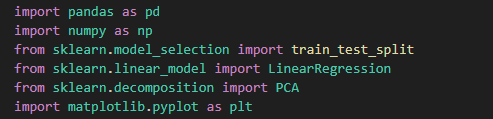 import pandas as pd
import numpy as np
from sklearn.model_selection import train_test_split
from sklearn.linear_model import LinearRegression
from sklearn.decomposition import PCA
import matplotlib.pyplot as plt